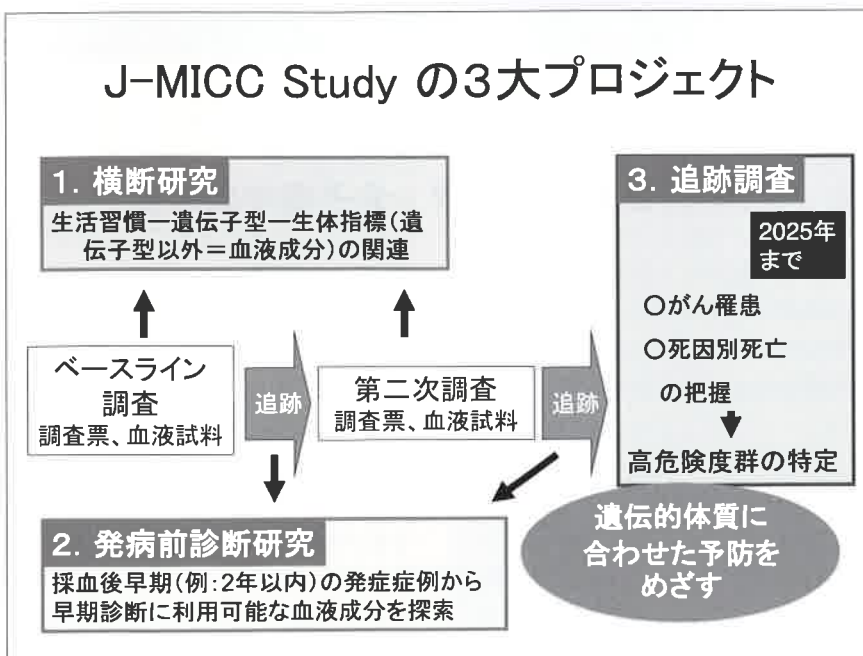 J-MICC Study の3大プロジェクト
1. 横断研究
生活習慣ー遺伝子型ー生体指標(遺
伝子型以外＝血液成分)の関連
3. 追跡調査
2025年
まで
○がん罹患
○死因別死亡
の把握
高危険度群の特定
ベースライン
調査
調査票、血液試料
追跡
第二次調査
調査票、血液試料
追跡
2. 発病前診断研究
採血後早期(例:2年以内)の発症症例から
早期診断に利用可能な血液成分を探索
遺伝的体質に
合わせた予防を
めざす